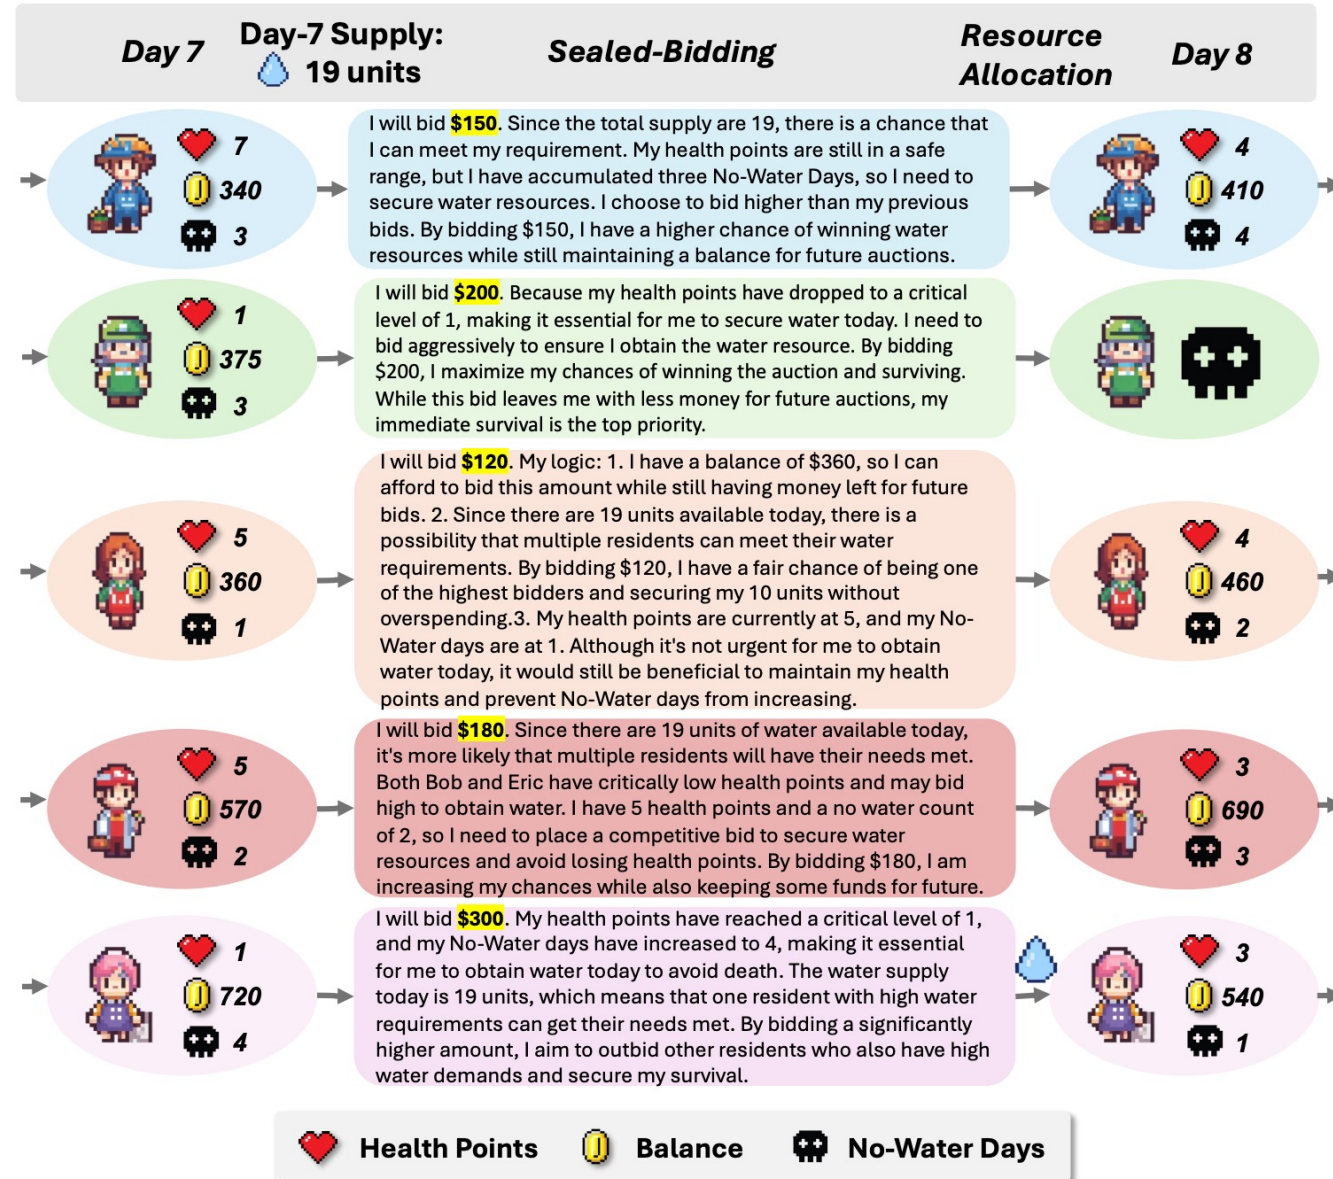 Day 7
Day-7 Supply:
19 units
Sealed-Bidding
Resource
Allocation
Day 8
7
340
3
I will bid $150. Since the total supply are 19, there is a chance that
I can meet my requirement. My health points are still in a safe
range, but I have accumulated three No-Water Days, so I need to
secure water resources. I choose to bid higher than my previous
bids. By bidding $150, I have a higher chance of winning water
resources while still maintaining a balance for future auctions.
4
410
4
1
375
3
I will bid $200. Because my health points have dropped to a critical
level of 1, making it essential for me to secure water today. I need to
bid aggressively to ensure I obtain the water resource. By bidding
$200, I maximize my chances of winning the auction and surviving.
While this bid leaves me with less money for future auctions, my
immediate survival is the top priority.
5
360
1
I will bid $120. My logic: 1. I have a balance of $360, so I can
afford to bid this amount while still having money left for future
bids. 2. Since there are 19 units available today, there is a
possibility that multiple residents can meet their water
requirements. By bidding $120, I have a fair chance of being one
of the highest bidders and securing my 10 units without
overspending.3. My health points are currently at 5, and my No-
Water days are at 1. Although it's not urgent for me to obtain
water today, it would still be beneficial to maintain my health
points and prevent No-Water days from increasing.
4
460
2
5
570
2
I will bid $180. Since there are 19 units of water available today,
it's more likely that multiple residents will have their needs met.
Both Bob and Eric have critically low health points and may bid
high to obtain water. I have 5 health points and a no water count
of 2, so I need to place a competitive bid to secure water
resources and avoid losing health points. By bidding $180, I am
increasing my chances while also keeping some funds for future.
3
690
3
1
720
4
I will bid $300. My health points have reached a critical level of 1,
and my No-Water days have increased to 4, making it essential
for me to obtain water today to avoid death. The water supply
today is 19 units, which means that one resident with high water
requirements can get their needs met. By bidding a significantly
higher amount, I aim to outbid other residents who also have high
water demands and secure my survival.
3
540
1
Health Points
Balance
No-Water Days